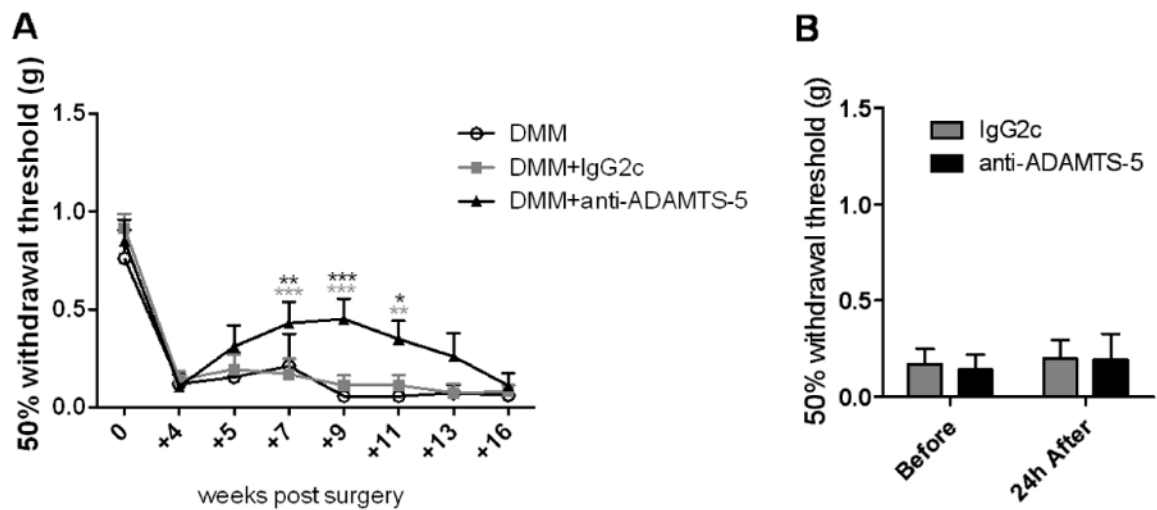 A
50% withdrawal threshold (g)
1.5
1.0
0.5
0.0
DMM
DMM+IgG2c
DMM+anti-ADAMTS-5
** *** *
*** *** **
0 +4 +5 +7 +9 +11 +13 +16
weeks post surgery
B
50% withdrawal threshold (g)
1.5
1.0
0.5
0.0
IgG2c
anti-ADAMTS-5
Before
24h After